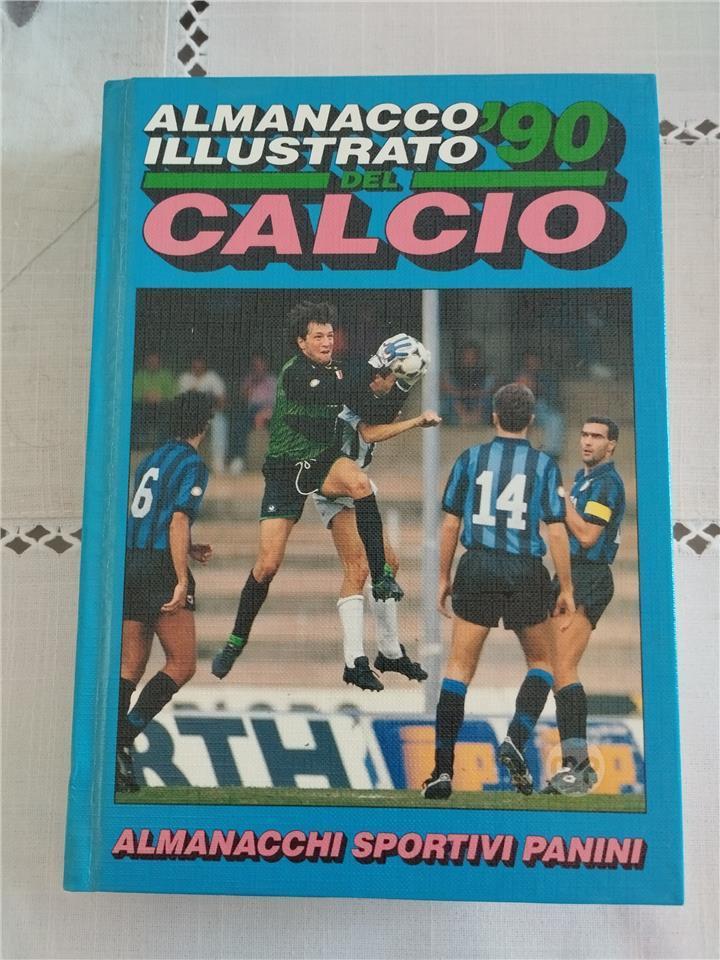 ALMANACCO '90
ILLUSTRATO
DEL
CALCIO
6
14
RTH
ALMANACCHI SPORTIVI PANINI